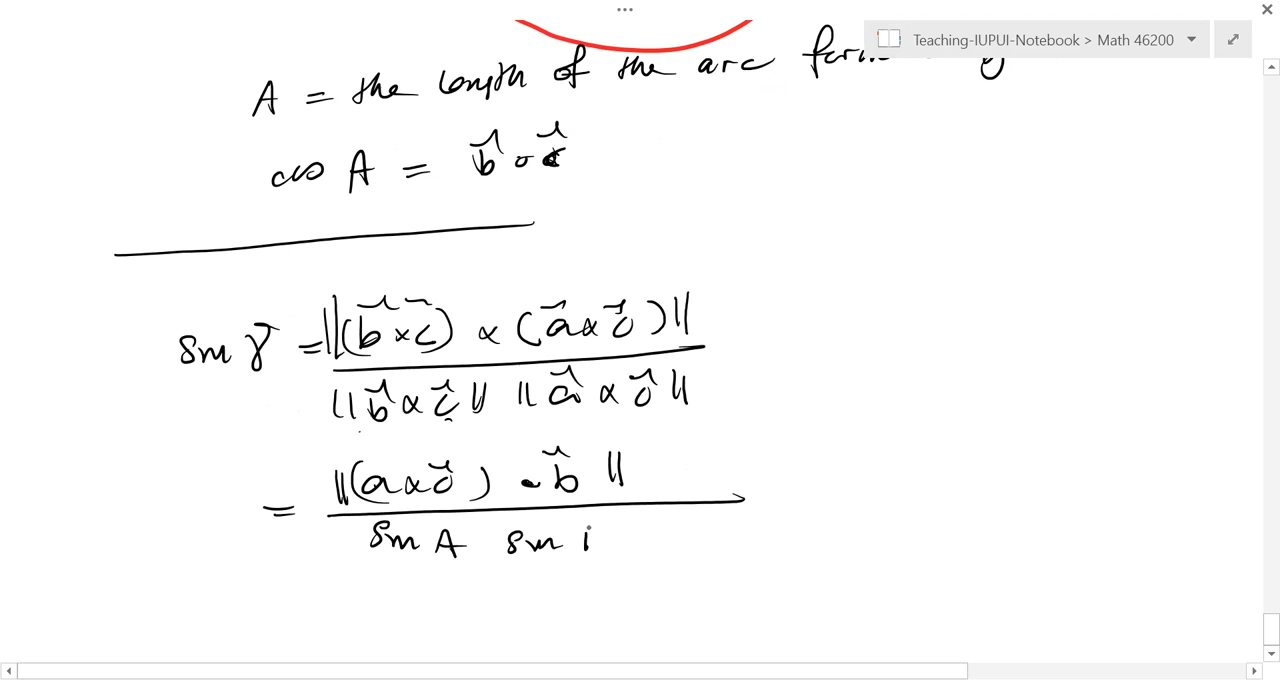 Teaching-IUPUI-Notebook > Math 46200
A = the length of the arc
cos A = b⃗ · c⃗
sin γ = ‖(b⃗ × c⃗) × (a⃗ × c⃗)‖ / ‖b⃗ × c⃗‖ ‖a⃗ × c⃗‖
= ‖(a × c⃗) · b⃗‖ / sin A sin